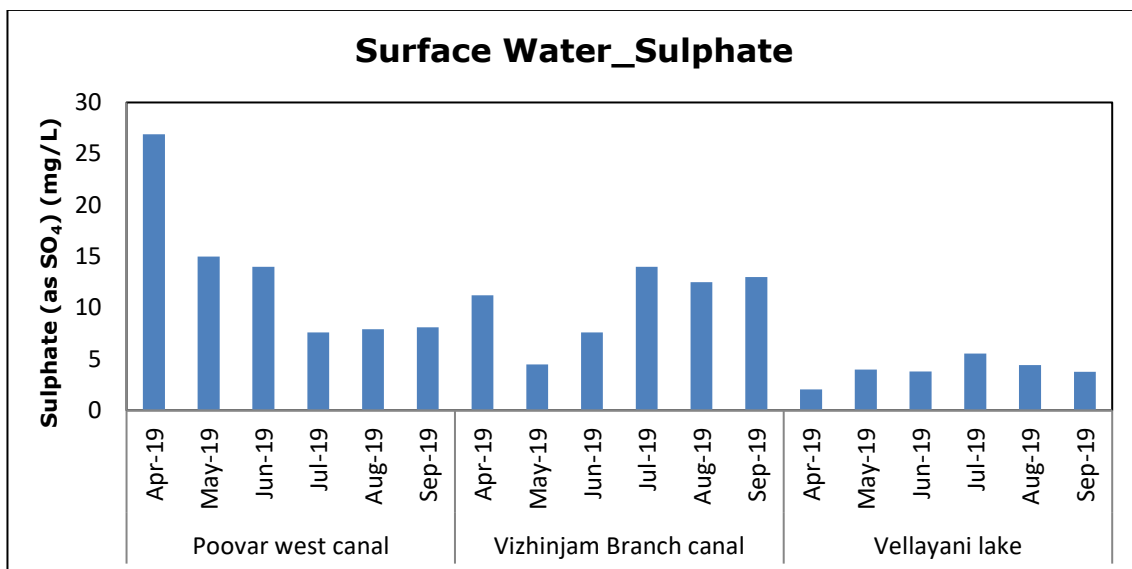 Surface Water_Sulphate
Sulphate (as SO₄) (mg/L)
30
25
20
15
10
5
0
Apr-19
May-19
Jun-19
Jul-19
Aug-19
Sep-19
Apr-19
May-19
Jun-19
Jul-19
Aug-19
Sep-19
Apr-19
May-19
Jun-19
Jul-19
Aug-19
Sep-19
Poovar west canal
Vizhinjam Branch canal
Vellayani lake